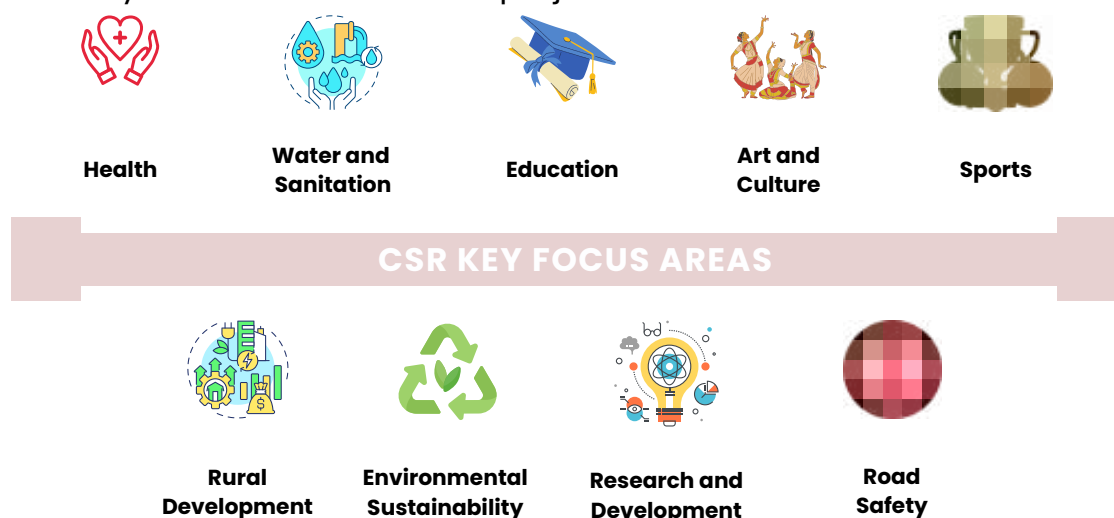 Health
Water and
Sanitation
Education
Art and
Culture
Sports
CSR KEY FOCUS AREAS
Rural
Development
Environmental
Sustainability
Research and
Development
Road
Safety